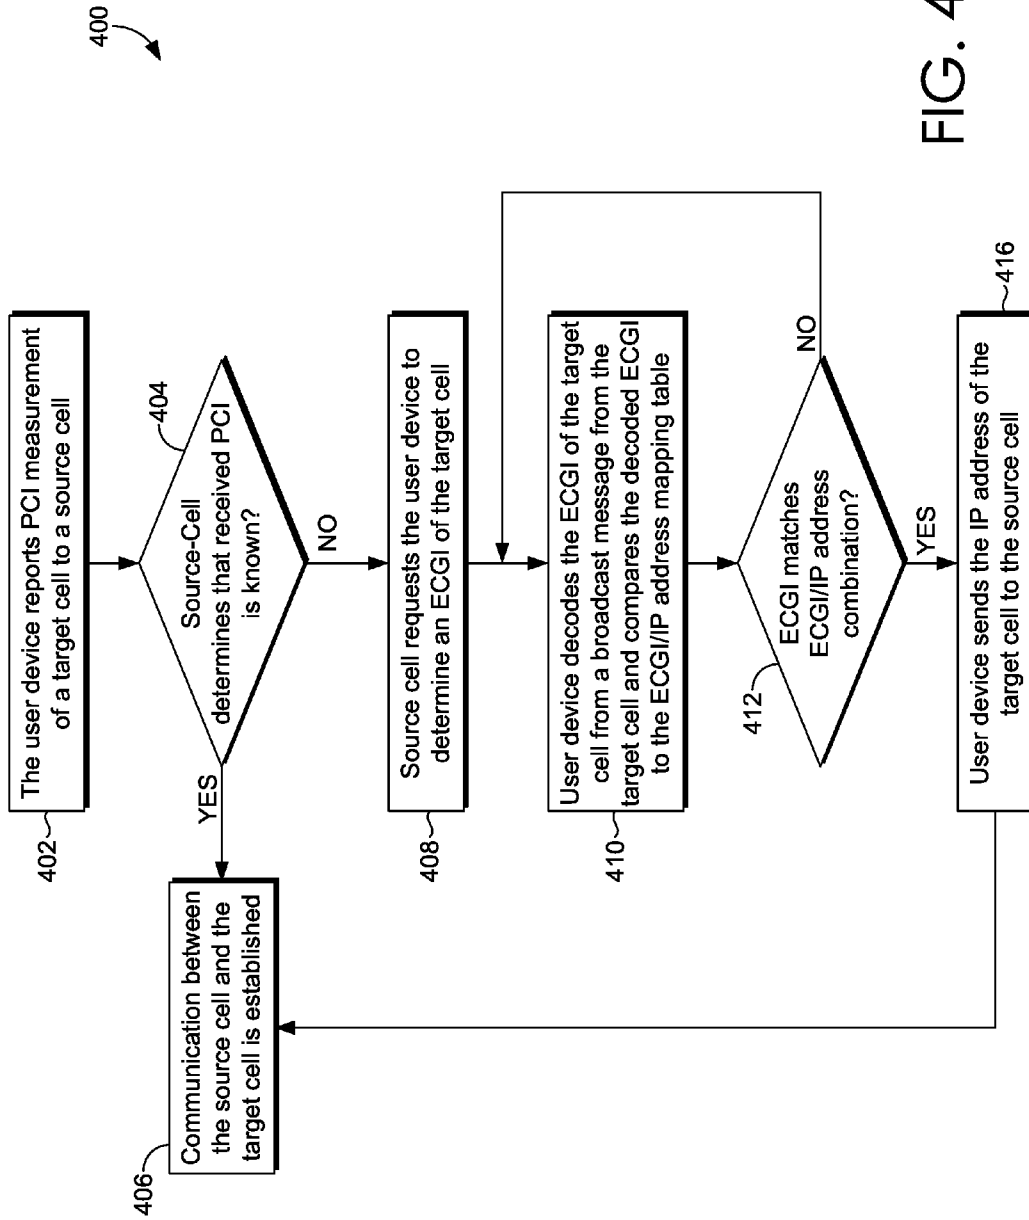 400
The user device reports PCI measurement
of a target cell to a source cell
402
404
Source-Cell
determines that received PCI
is known?
YES
NO
Communication between
the source cell and the
target cell is established
406
Source cell requests the user device to
determine an ECGI of the target cell
408
User device decodes the ECGI of the target
cell from a broadcast message from the
target cell and compares the decoded ECGI
to the ECGI/IP address mapping table
410
ECGI matches
ECGI/IP address
combination?
412
NO
YES
User device sends the IP address of the
target cell to the source cell
416
FIG. 4